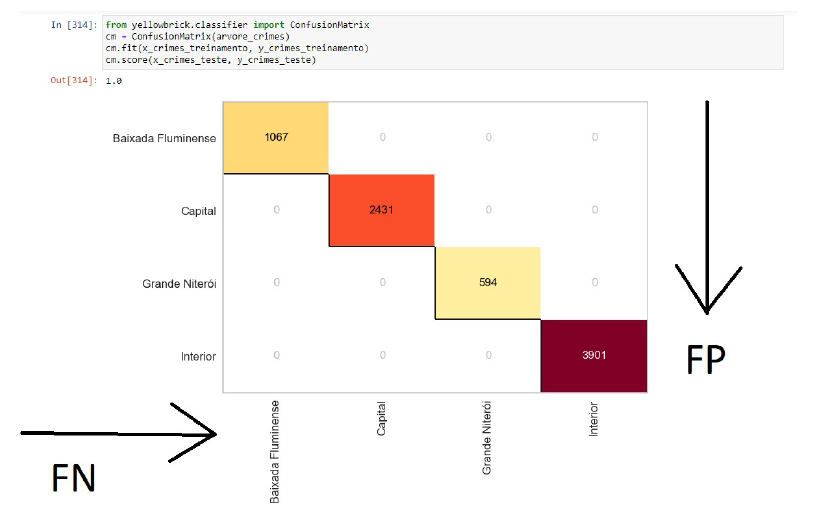 In [314]: from yellowbrick.classifier import ConfusionMatrix
cm = ConfusionMatrix(arvore_crimes)
cm.fit(x_crimes_treinamento, y_crimes_treinamento)
cm.score(x_crimes_teste, y_crimes_teste)
Out[314]: 1.0
Baixada Fluminense 1067 0 0 0
Capital 0 2431 0 0
Grande Niterói 0 0 594 0
Interior 0 0 0 3901
FP
FN
Baixada Fluminense
Capital
Grande Niterói
Interior